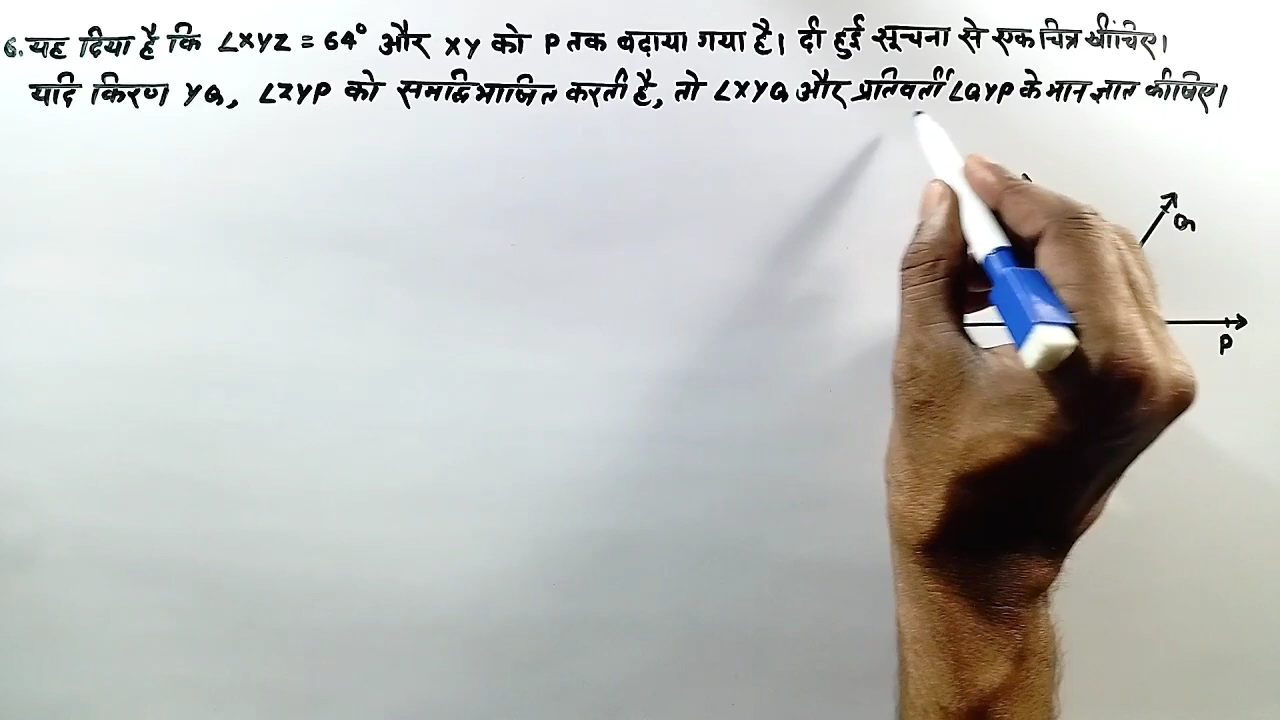 6. यह दिया है कि ∠XYZ = 64° और XY को P तक बढ़ाया गया है। दी हुई सूचना से एक चित्र खींचिए।
यदि किरण YQ, ∠ZYP को समद्विभाजित करती है, तो ∠XYQ और प्रतिवर्ती ∠QYP के मान ज्ञात कीजिए।
Q
P